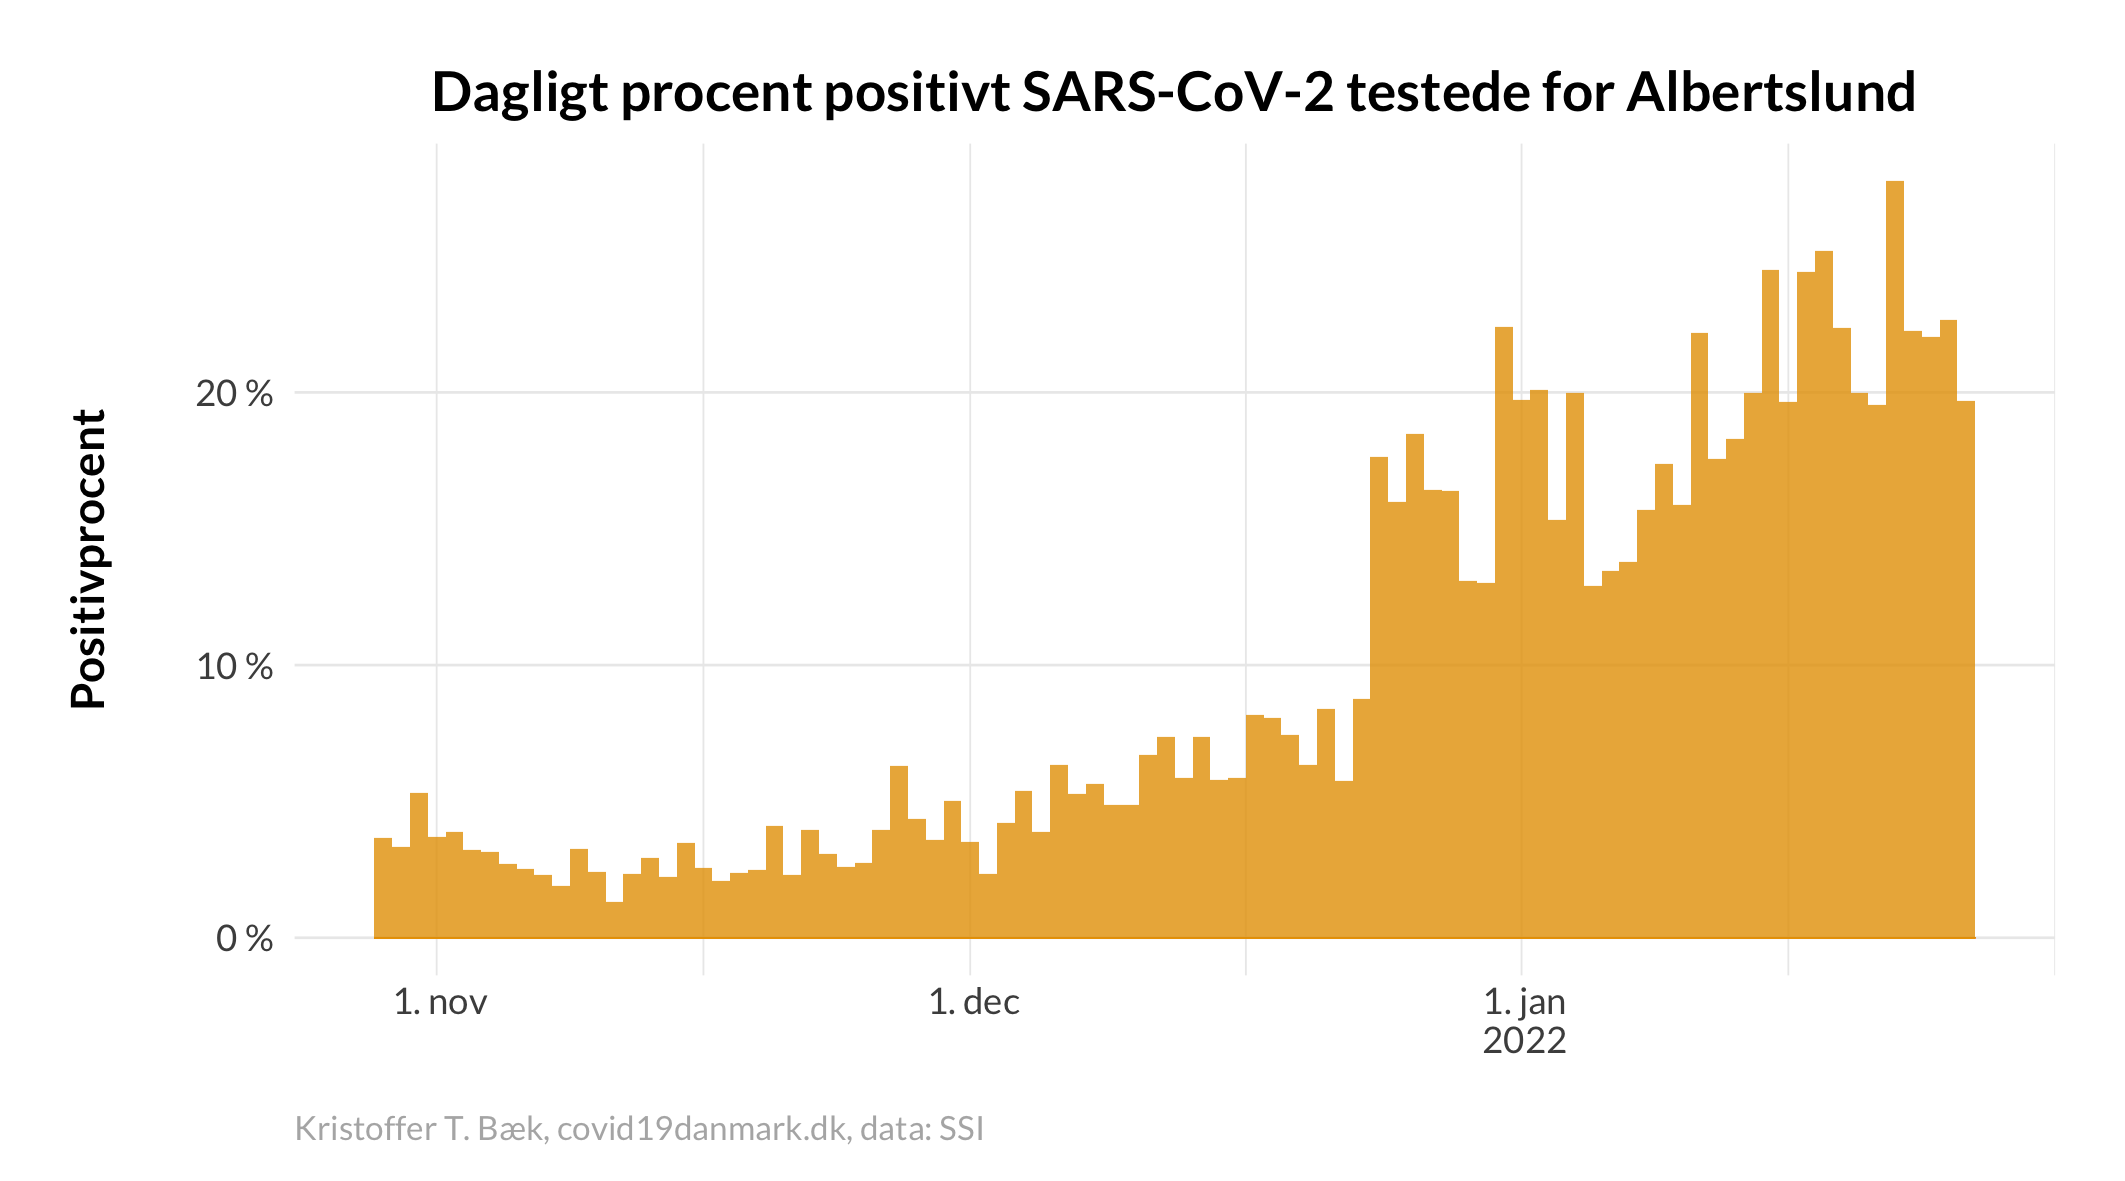 Dagligt procent positivt SARS-CoV-2 testede for Albertslund
Positivprocent
20 %
10 %
0 %
1. nov
1. dec
1. jan
2022
Kristoffer T. Bæk, covid19danmark.dk, data: SSI